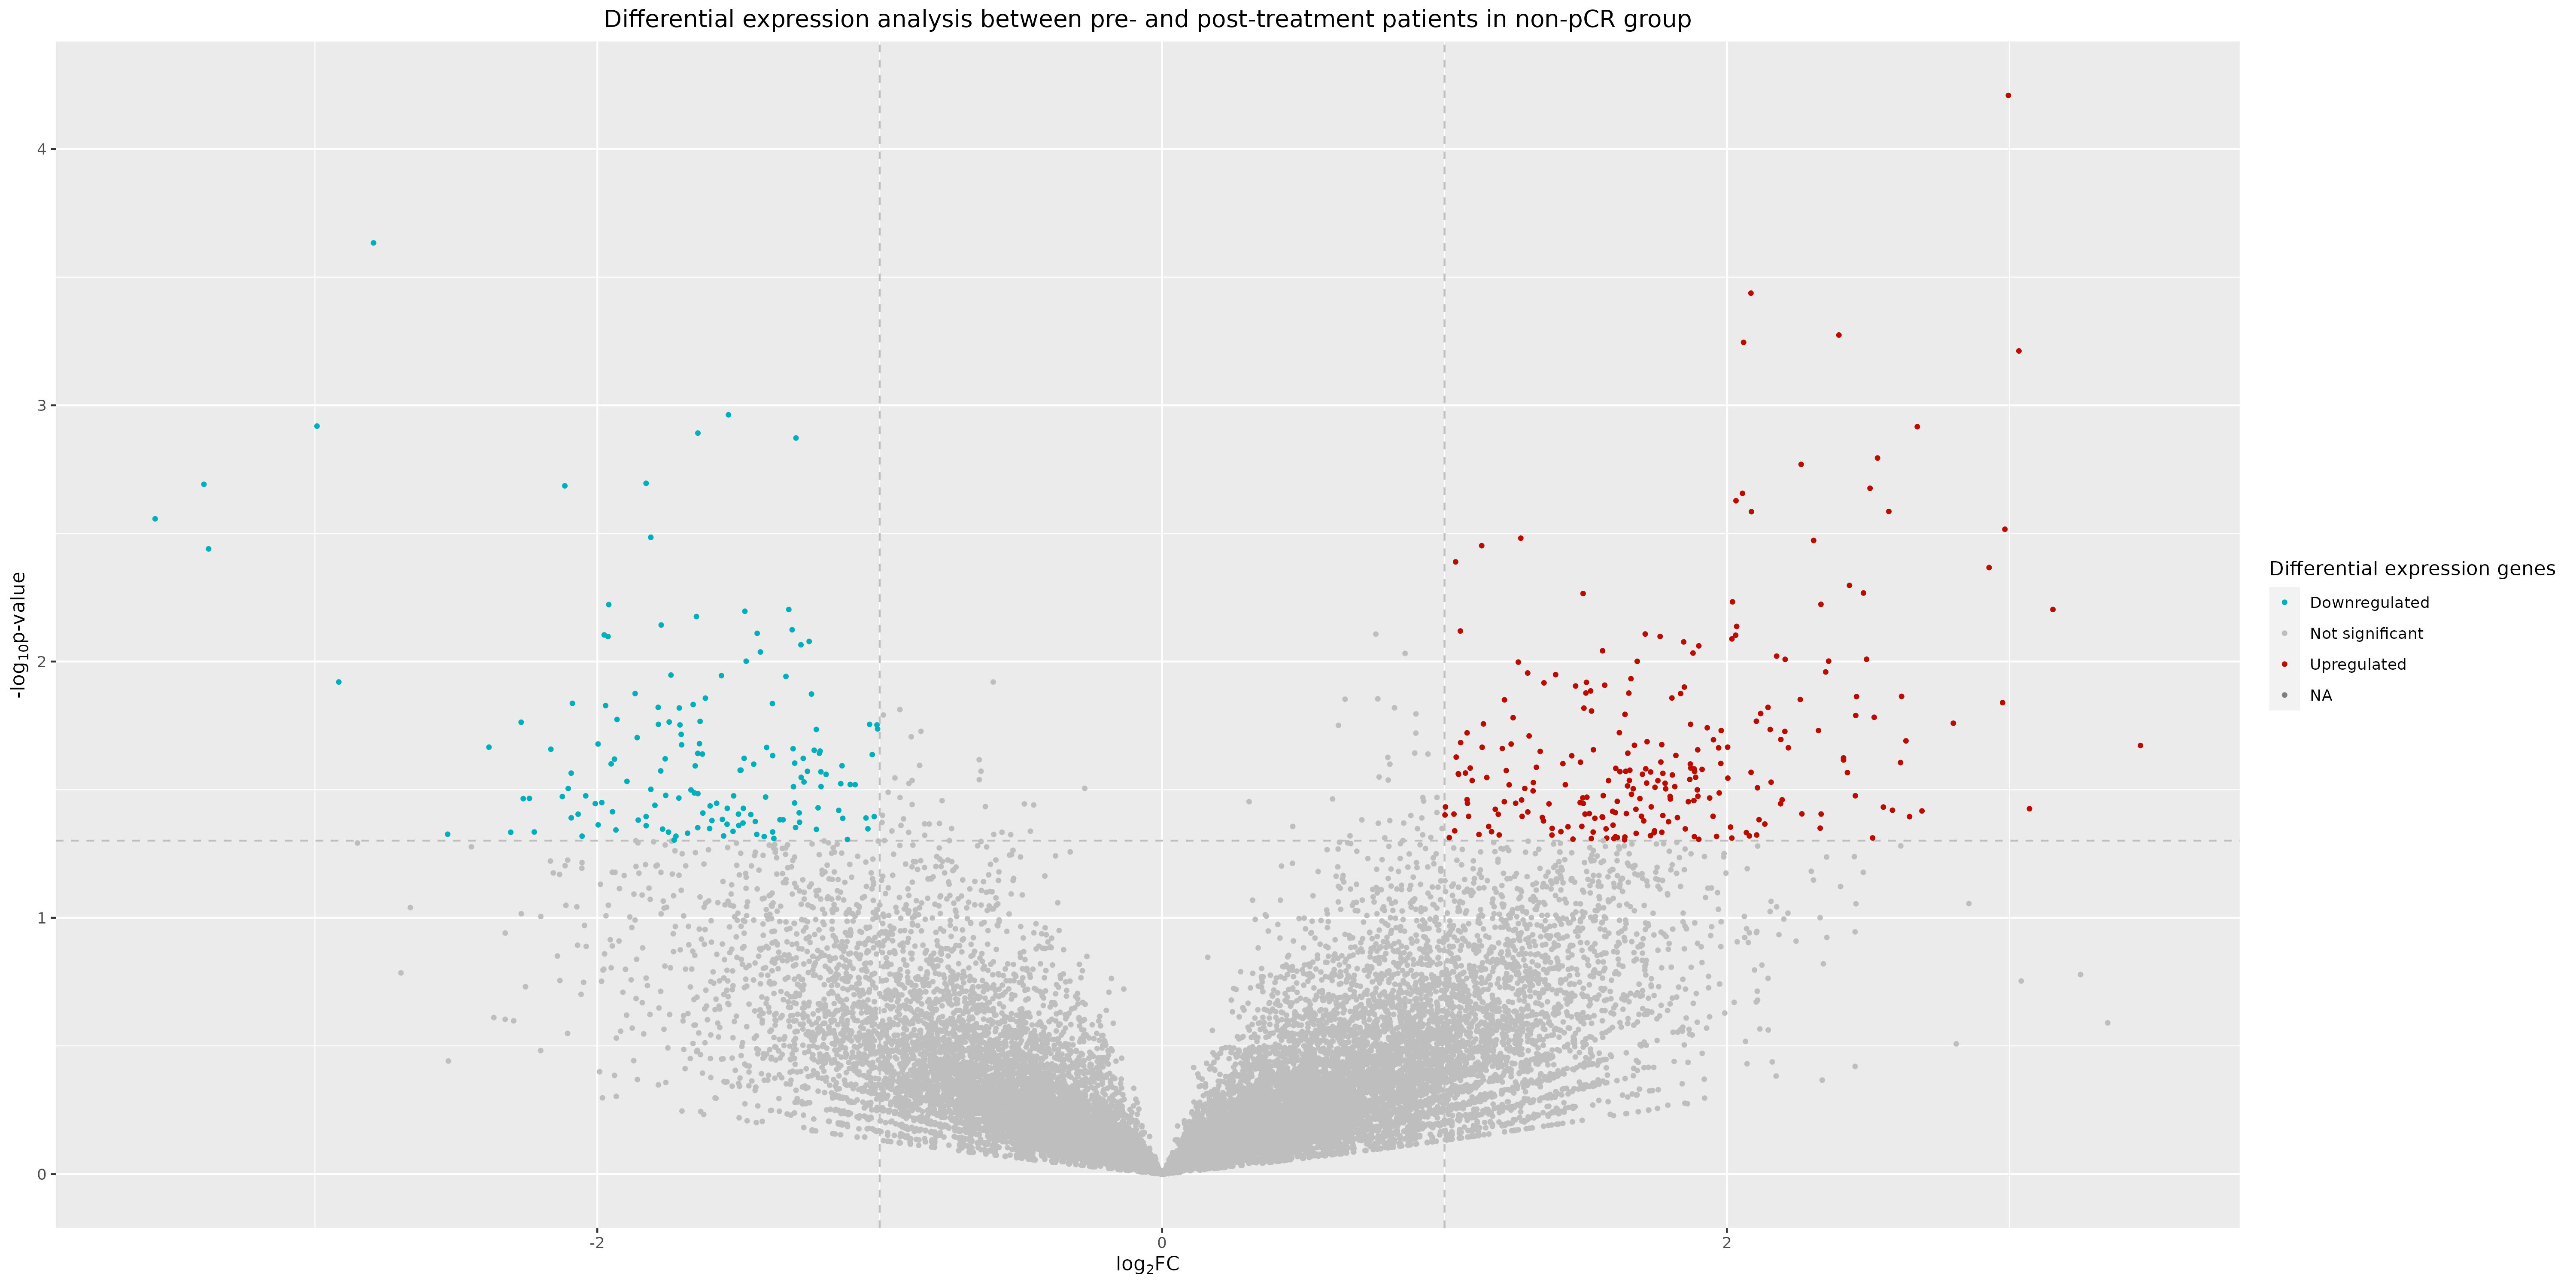 Differential expression analysis between pre- and post-treatment patients in non-pCR group
4
3
2
1
0
-log10p-value
-2
0
2
log2FC
Differential expression genes
Downregulated
Not significant
Upregulated
NA